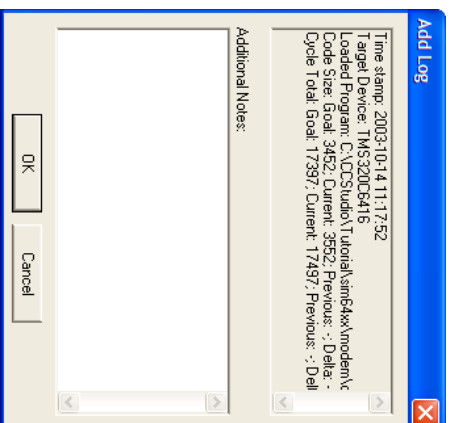 Add Log
Time stamp: 2003-10-14 11:17:52
Target Device: TMS320C6416
Loaded Program: C:\CCStudio\Tutorial\sim64xx\modem\c
Code Size: Goal: 3452; Current: 3552; Previous: -; Delta: -
Cycle Total: Goal: 17397; Current: 17497; Previous: -; Del
Additional Notes:
OK
Cancel